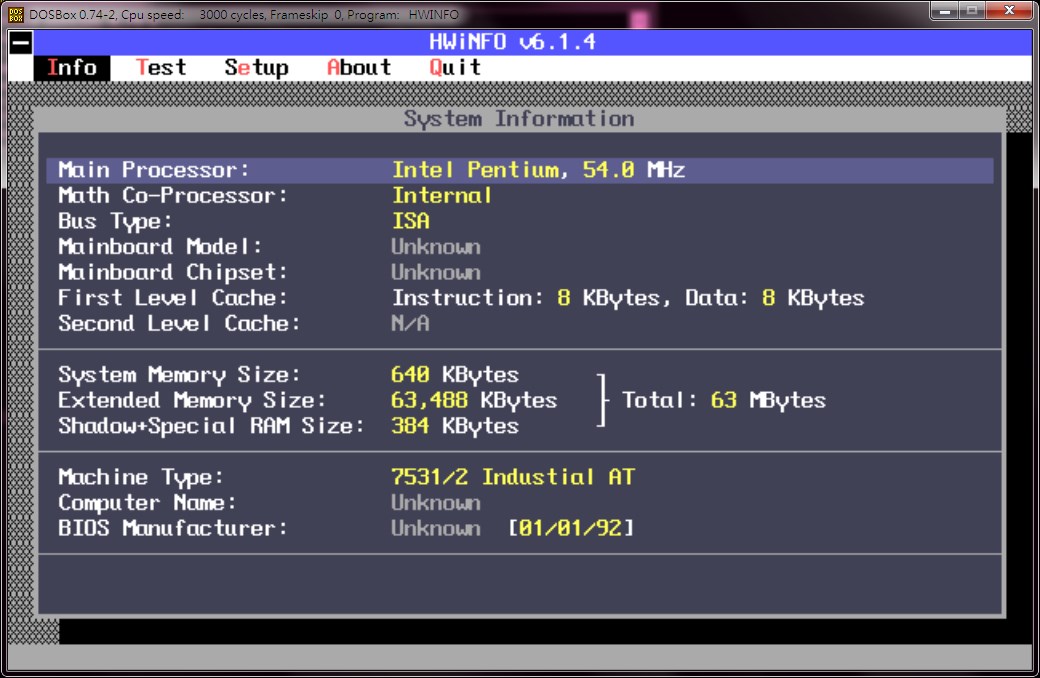 DOS BOX DOSBox 0.74-2, Cpu speed: 3000 cycles, Frameskip 0, Program: HWINFO
HWiNFO v6.1.4
Info Test Setup About Quit
System Information
Main Processor: Intel Pentium, 54.0 MHz
Math Co-Processor: Internal
Bus Type: ISA
Mainboard Model: Unknown
Mainboard Chipset: Unknown
First Level Cache: Instruction: 8 KBytes, Data: 8 KBytes
Second Level Cache: N/A
System Memory Size: 640 KBytes
Extended Memory Size: 63,488 KBytes Total: 63 MBytes
Shadow+Special RAM Size: 384 KBytes
Machine Type: 7531/2 Industial AT
Computer Name: Unknown
BIOS Manufacturer: Unknown [01/01/92]